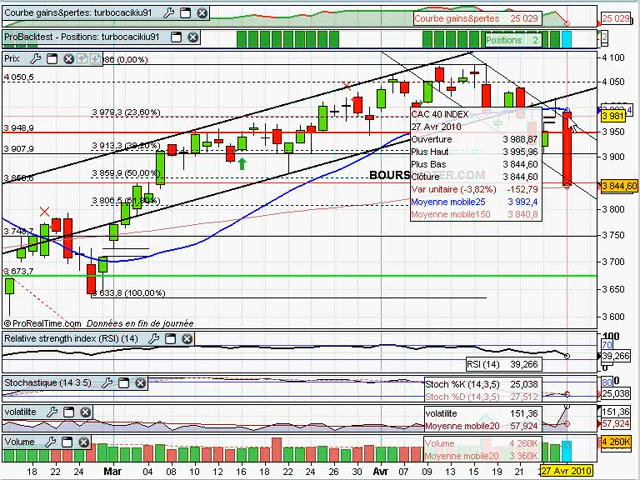 Courbe gains&pertes: turbocacikiu91
Courbe gains&pertes 25 029
25 029
ProBacktest - Positions: turbocacikiu91
Positions 2
Prix
4 100
4 050,5
4 050
3 979,3 (23,60%)
3 981
3 948,9
3 950
3 913,3 (38,20%)
3 907,9
3 900
3 859,9 (50,00%)
3 844,60
3 806,5 (61,80%)
3 800
3 750
3 700
3 673,7
3 650
3 633,8 (100,00%)
3 600
CAC 40 INDEX
27 Avr 2010
Ouverture 3 988,67
Plus Haut 3 995,96
Plus Bas 3 844,60
Clôture 3 844,60
Var unitaire (-3,82%) -152,79
Moyenne mobile25 3 992,4
Moyenne mobile150 3 840,8
©ProRealTime.com Données en fin de journée
Relative strength index (RSI) (14)
100
70
39,266
RSI (14) 39,266
Stochastique (14 3 5)
80
Stoch %K (14,3,5) 25,038
Stoch %D (14,3,5) 27,512
25,038
volatilite
volatilite 151,36
Moyenne mobile20 57,924
151,36
57,924
Volume
Volume 4 260K
Moyenne mobile20 3 360K
4 260K
18 22 24 Mar 04 08 10 12 16 18 22 24 26 30 Avr 07 09 13 15 19 21 27 Avr 2010